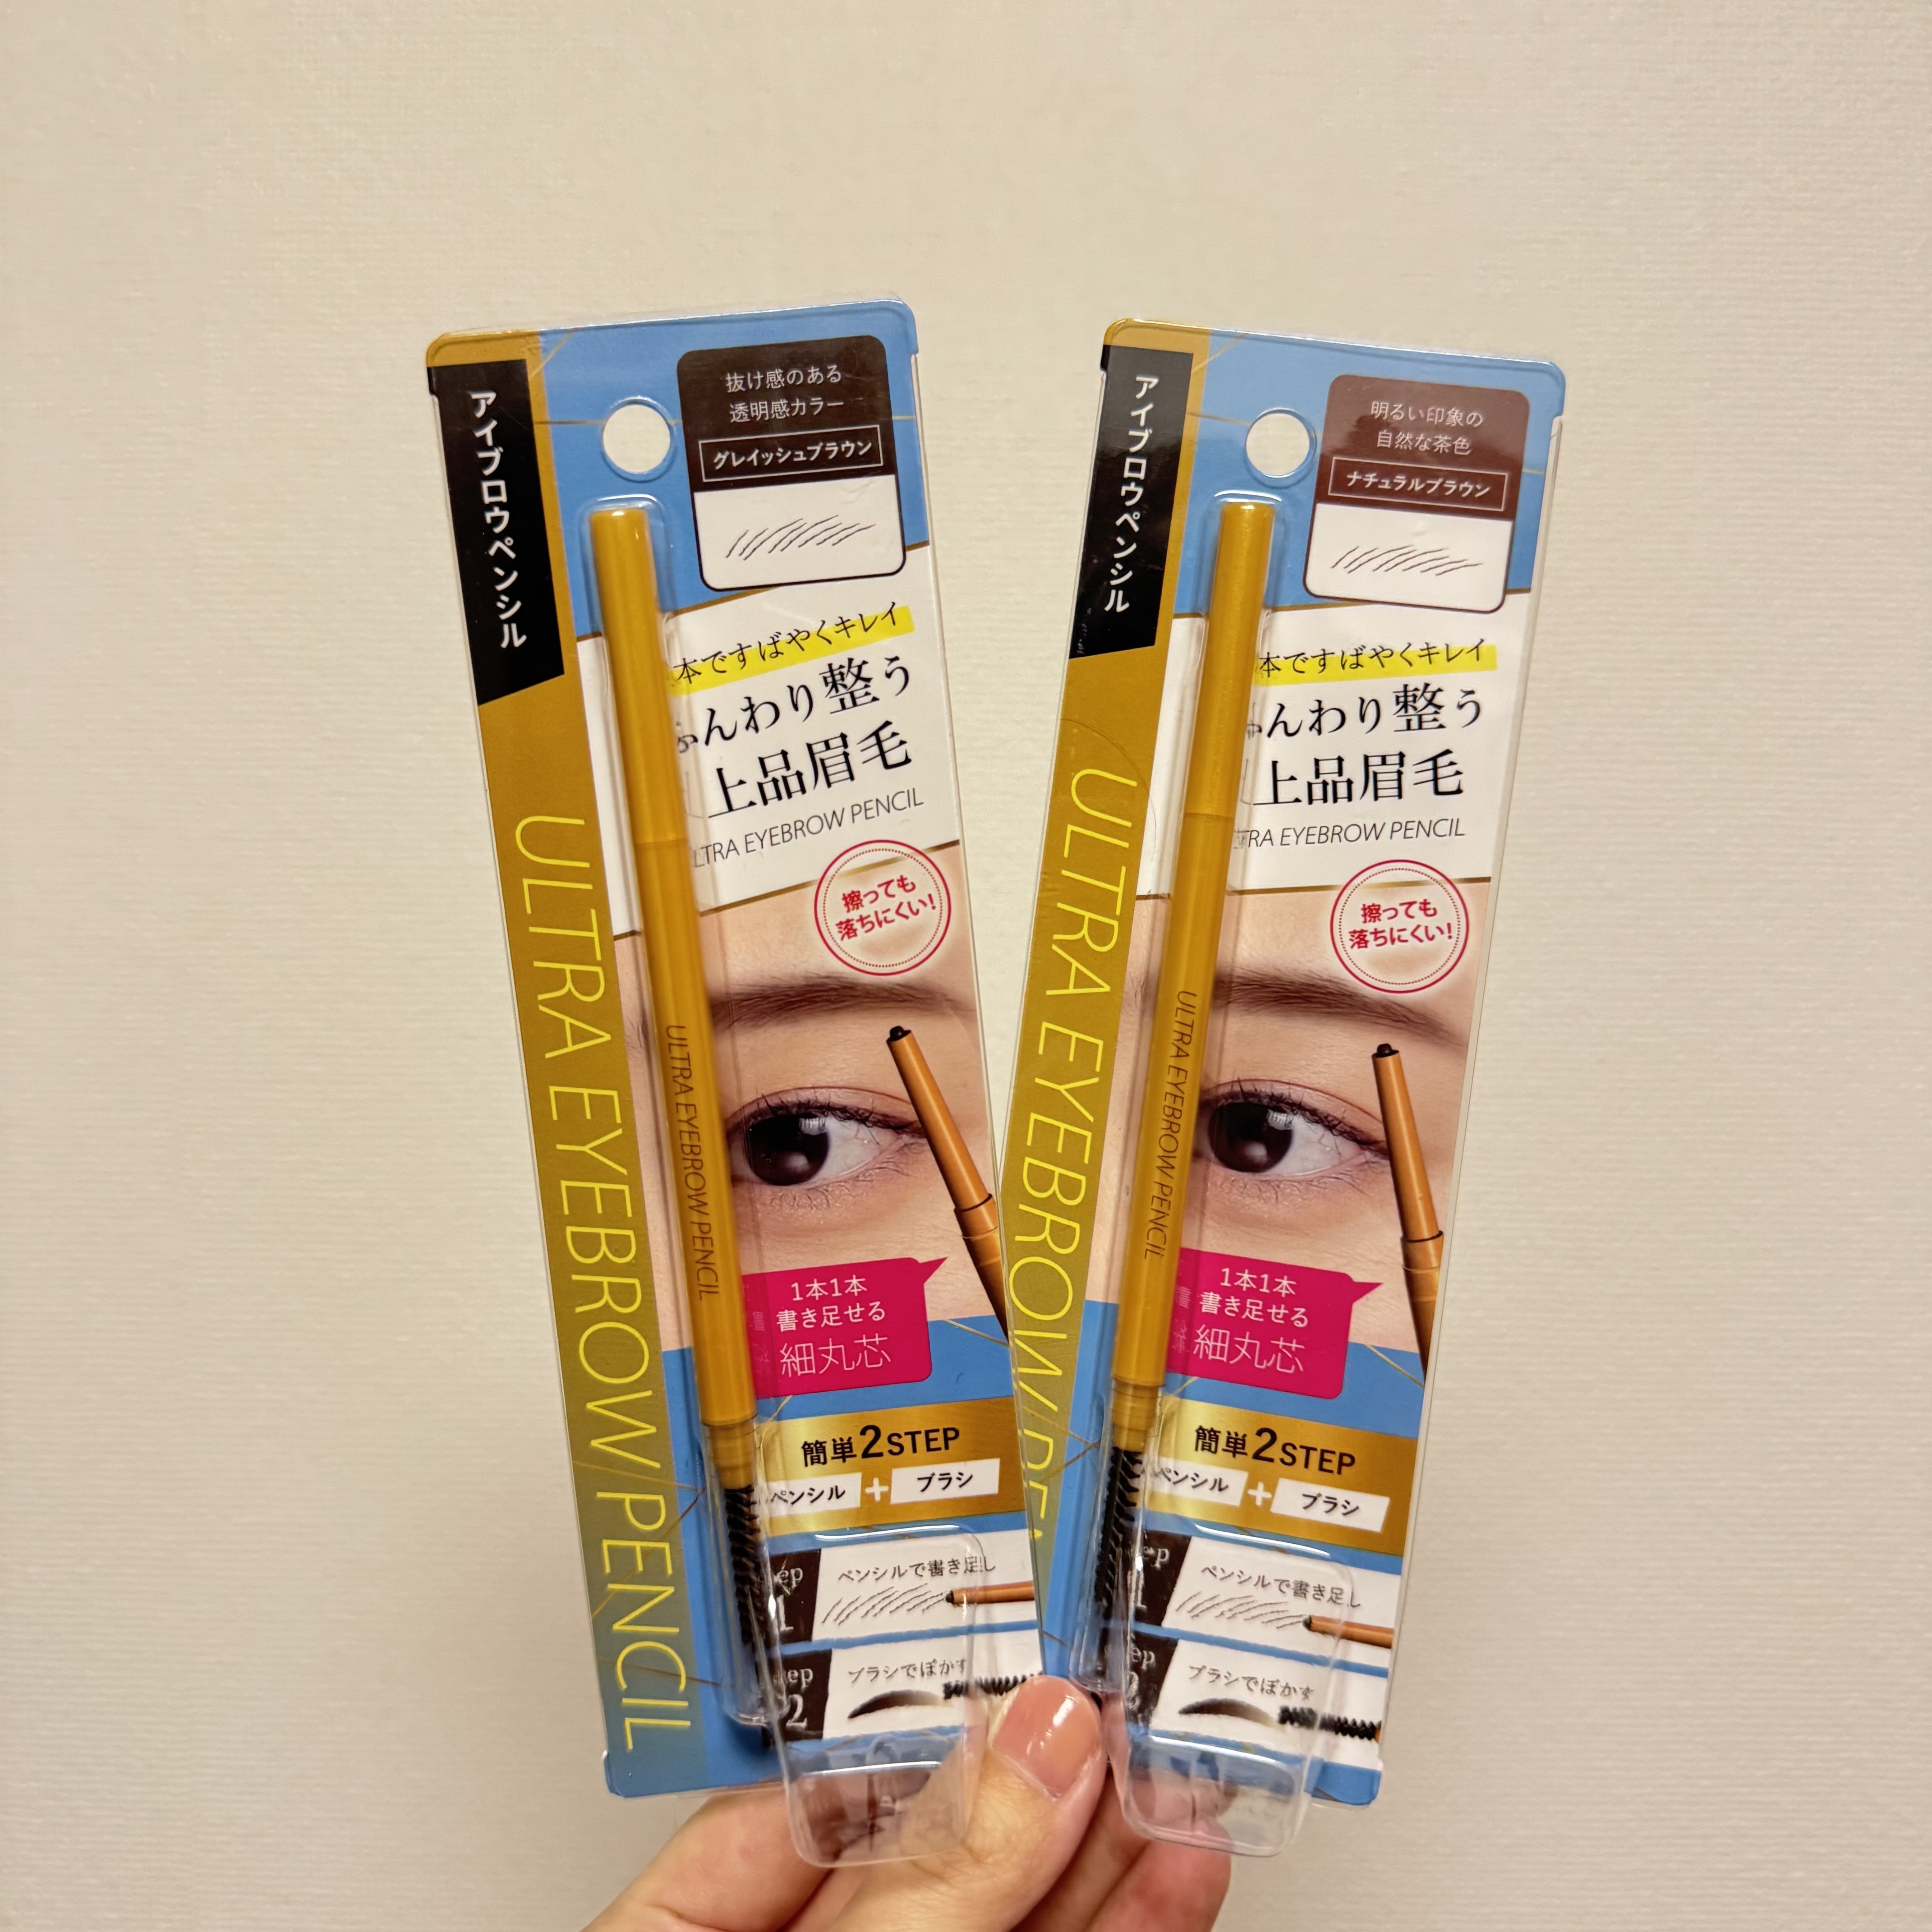 アイブロウペンシル
抜け感のある
透明感カラー
グレイッシュブラウン
本ですばやくキレイ
んわり整う
上品眉毛
LTRA EYEBROW PENCIL
擦っても
落ちにくい!
ULTRA EYEBROW PENCIL
ULTRA EYEBROW PENCIL
1本1本
書き足せる
細丸芯
簡単2STEP
ペンシル + ブラシ
ep
1
ペンシルで書き足し
ep
2
ブラシでぼかす
アイブロウペンシル
明るい印象の
自然な茶色
ナチュラルブラウン
本ですばやくキレイ
んわり整う
上品眉毛
TRA EYEBROW PENCIL
擦っても
落ちにくい!
ULTRA EYEBROW PE
ULTRA EYEBROW PENCIL
1本1本
書き足せる
細丸芯
簡単2STEP
ペンシル + ブラシ
ep
1
ペンシルで書き足し
ep
2
ブラシでぼかす